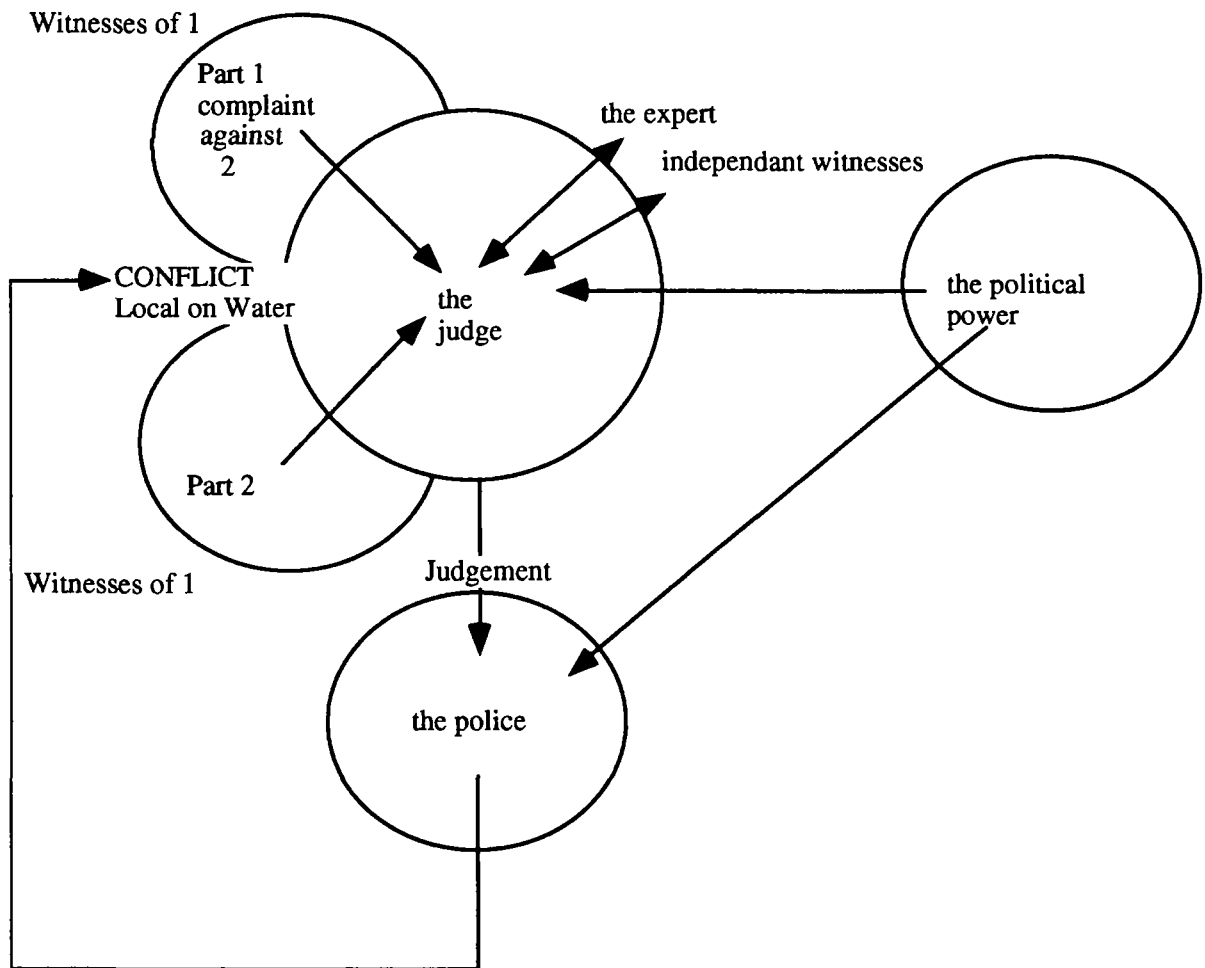 Witnesses of 1
Part 1
complaint
against
2
the expert
independant witnesses
CONFLICT
Local on Water
the
judge
the political
power
Part 2
Witnesses of 1
Judgement
the police